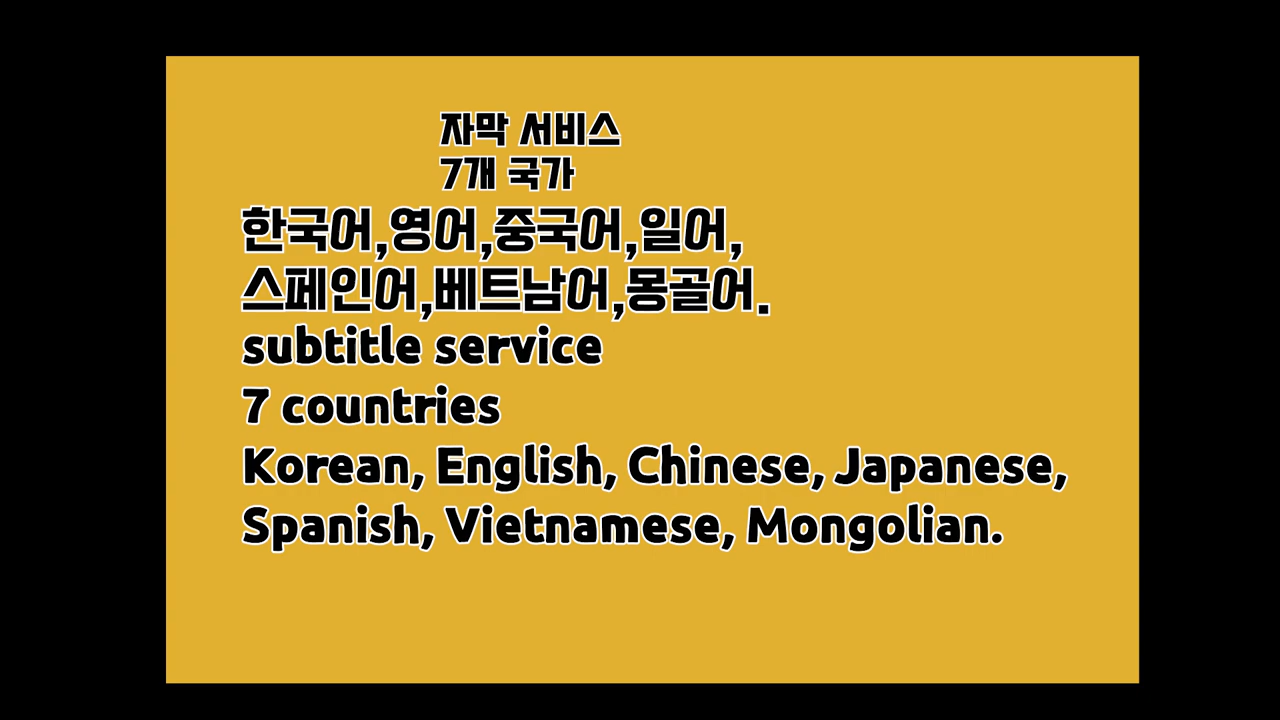 자막 서비스
7개 국가
한국어,영어,중국어,일어,
스페인어,베트남어,몽골어.
subtitle service
7 countries
Korean, English, Chinese, Japanese,
Spanish, Vietnamese, Mongolian.